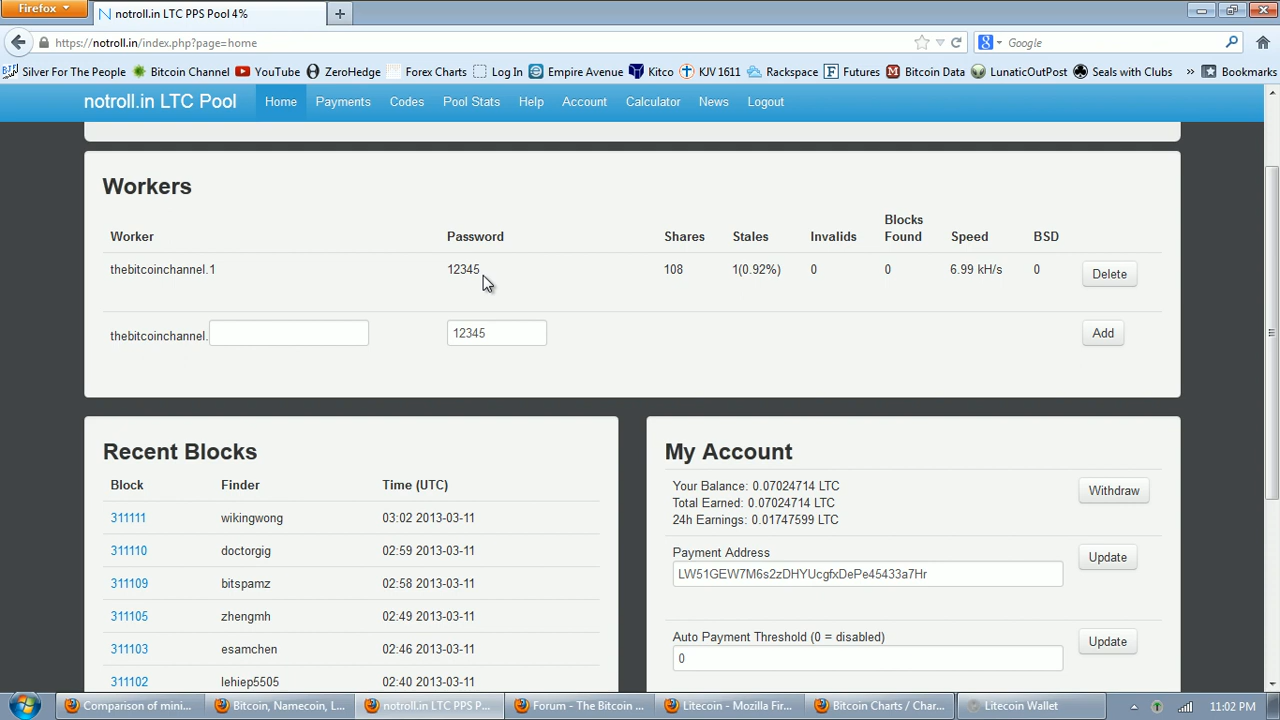 Firefox
notroll.in LTC PPS Pool 4%
https://notroll.in/index.php?page=home
Google
Silver For The People
Bitcoin Channel
YouTube
ZeroHedge
Forex Charts
Log In
Empire Avenue
Kitco
KJV 1611
Rackspace
Futures
Bitcoin Data
LunaticOutPost
Seals with Clubs
»
Bookmarks
notroll.in LTC Pool
Home
Payments
Codes
Pool Stats
Help
Account
Calculator
News
Logout
Workers
Worker Password Shares Stales Invalids Blocks Found Speed BSD
thebitcoinchannel.1 12345 108 1(0.92%) 0 0 6.99 kH/s 0 Delete
thebitcoinchannel. 12345 Add
Recent Blocks
Block Finder Time (UTC)
311111 wikingwong 03:02 2013-03-11
311110 doctorgig 02:59 2013-03-11
311109 bitspamz 02:58 2013-03-11
311105 zhengmh 02:49 2013-03-11
311103 esamchen 02:46 2013-03-11
311102 lehiep5505 02:40 2013-03-11
My Account
Your Balance: 0.07024714 LTC
Total Earned: 0.07024714 LTC
24h Earnings: 0.01747599 LTC
Withdraw
Payment Address
LW51GEW7M6s2zDHYUcgfxDePe45433a7Hr
Update
Auto Payment Threshold (0 = disabled)
0
Update
Comparison of mini...
Bitcoin, Namecoin, L...
notroll.in LTC PPS P...
Forum - The Bitcoin ...
Litecoin - Mozilla Fir...
Bitcoin Charts / Char...
Litecoin Wallet
11:02 PM